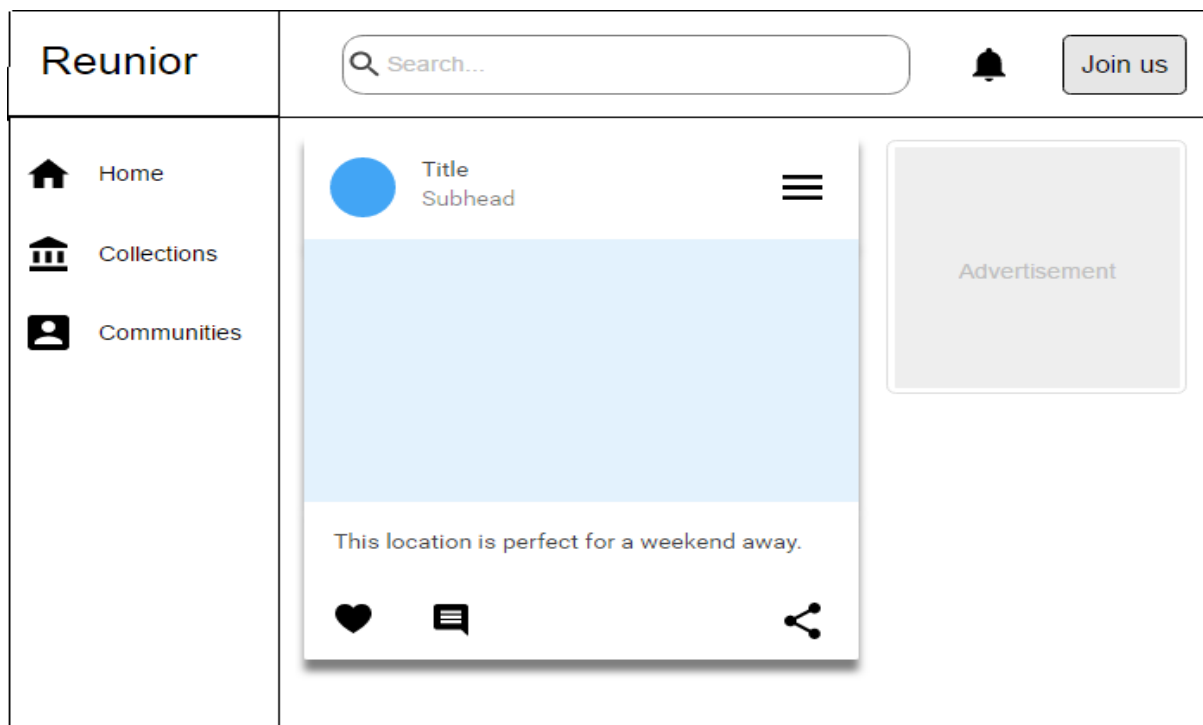 Reunior
Search...
Join us
Home
Collections
Communities
Title
Subhead
This location is perfect for a weekend away.
Advertisement